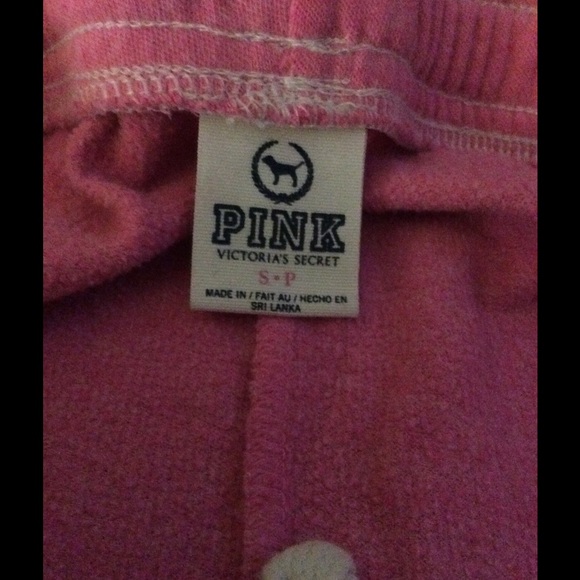 PINK
VICTORIA'S SECRET
S•P
MADE IN / FAIT AU / HECHO EN
SRI LANKA